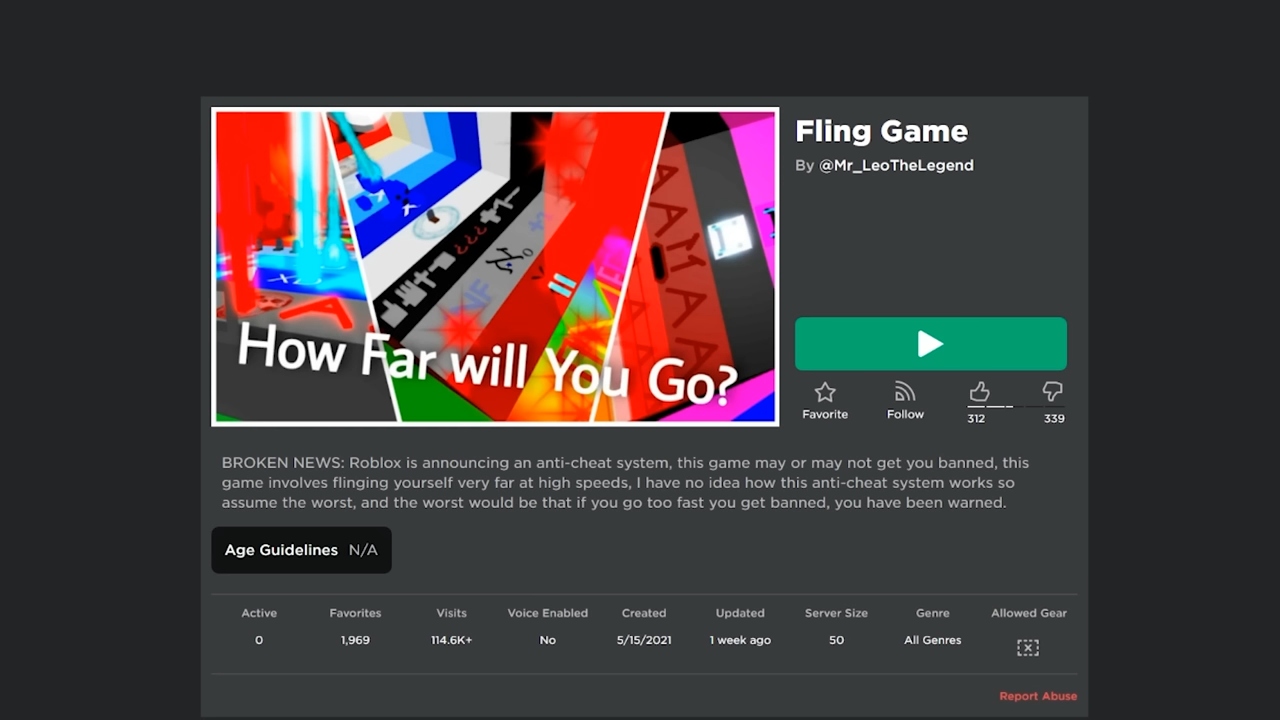 Fling Game
By @Mr_LeoTheLegend
How Far will You Go?
Favorite
Follow
312
339
BROKEN NEWS: Roblox is announcing an anti-cheat system, this game may or may not get you banned, this
game involves flinging yourself very far at high speeds, I have no idea how this anti-cheat system works so
assume the worst, and the worst would be that if you go too fast you get banned, you have been warned.
Age Guidelines N/A
Active Favorites Visits Voice Enabled Created Updated Server Size Genre Allowed Gear
0 1,969 114.6K+ No 5/15/2021 1 week ago 50 All Genres
Report Abuse